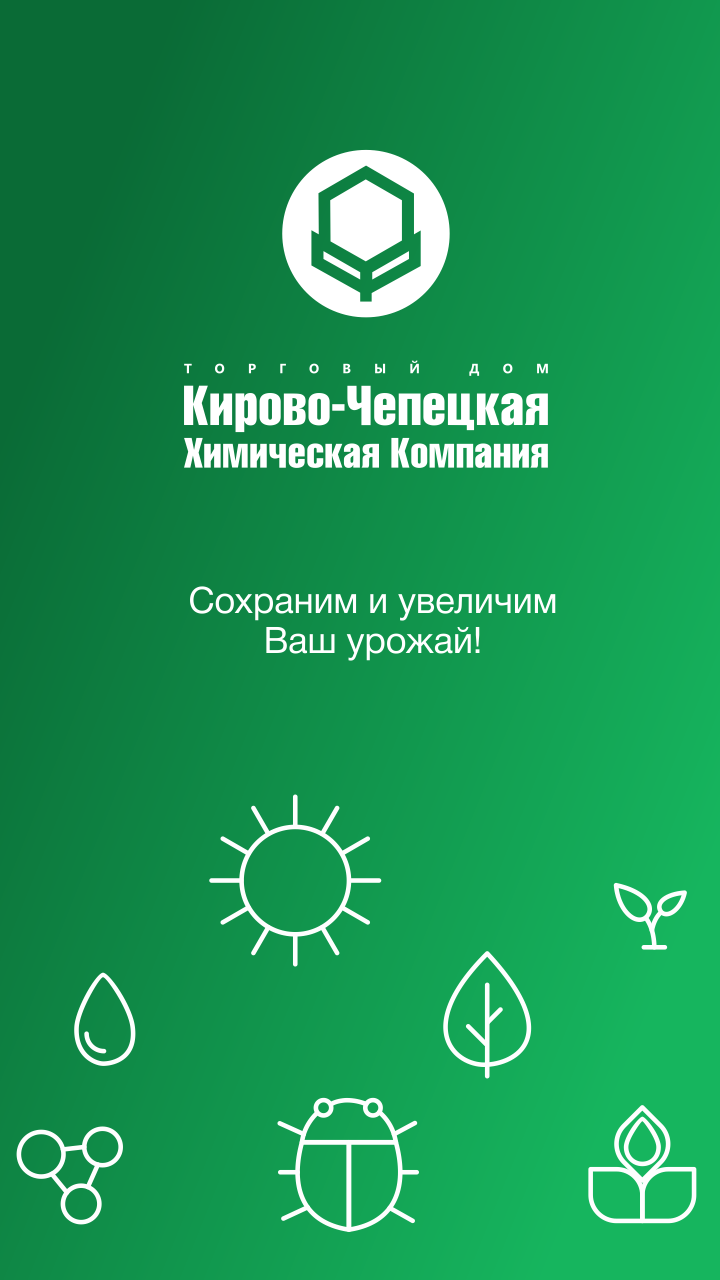 ТОРГОВЫЙ ДОМ
Кирово-Чепецкая
Химическая Компания
Сохраним и увеличим
Ваш урожай!